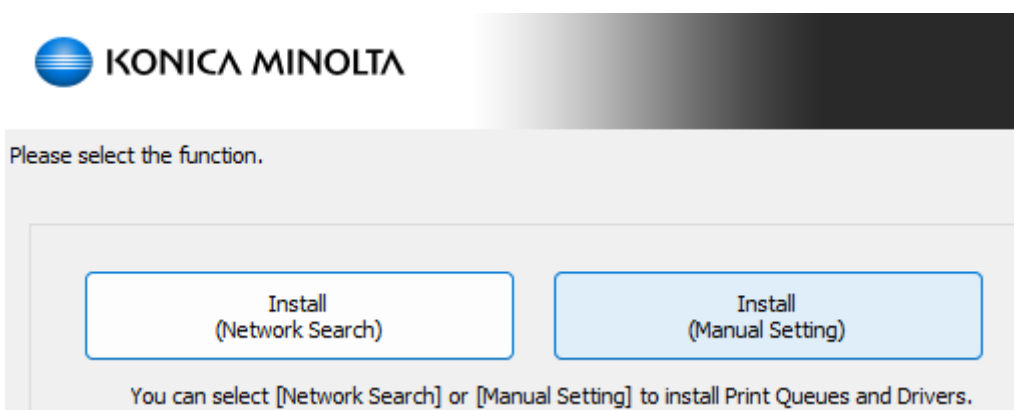 KONICA MINOLTA
Please select the function.
Install
(Network Search)
Install
(Manual Setting)
You can select [Network Search] or [Manual Setting] to install Print Queues and Drivers.